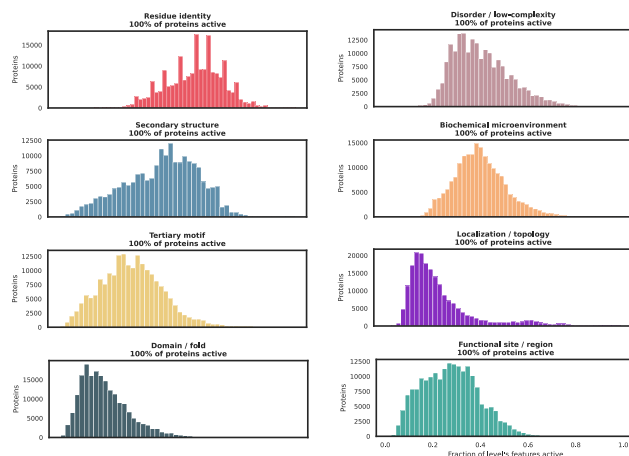 Residue identity
100% of proteins active
15000
10000
5000
0
Secondary structure
100% of proteins active
Proteins
12500
10000
7500
5000
2500
0
Tertiary motif
100% of proteins active
Proteins
12500
10000
7500
5000
2500
0
Domain / fold
100% of proteins active
Proteins
15000
10000
5000
0
Disorder / low-complexity
100% of proteins active
Proteins
12500
10000
7500
5000
2500
0
Biochemical microenvironment
100% of proteins active
Proteins
15000
10000
5000
0
Localization / topology
100% of proteins active
Proteins
20000
15000
10000
5000
0
Functional site / region
100% of proteins active
Proteins
12500
10000
7500
5000
2500
0
0.0 0.2 0.4 0.6 0.8 1.0
Fraction of level's features active